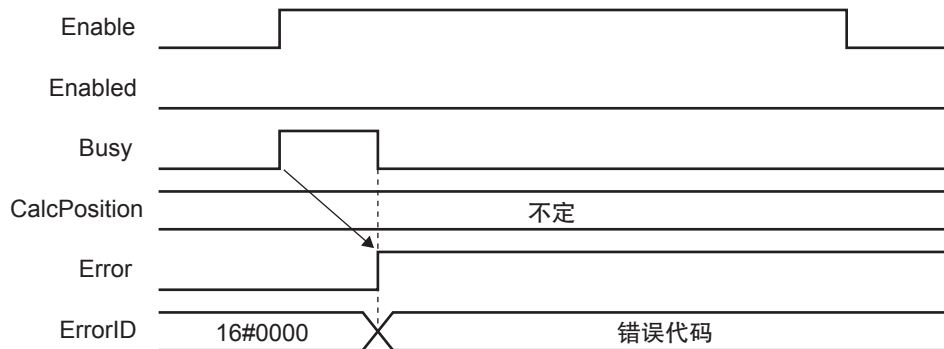 Enable
Enabled
Busy
CalcPosition 不定
Error
ErrorID 16#0000 错误代码